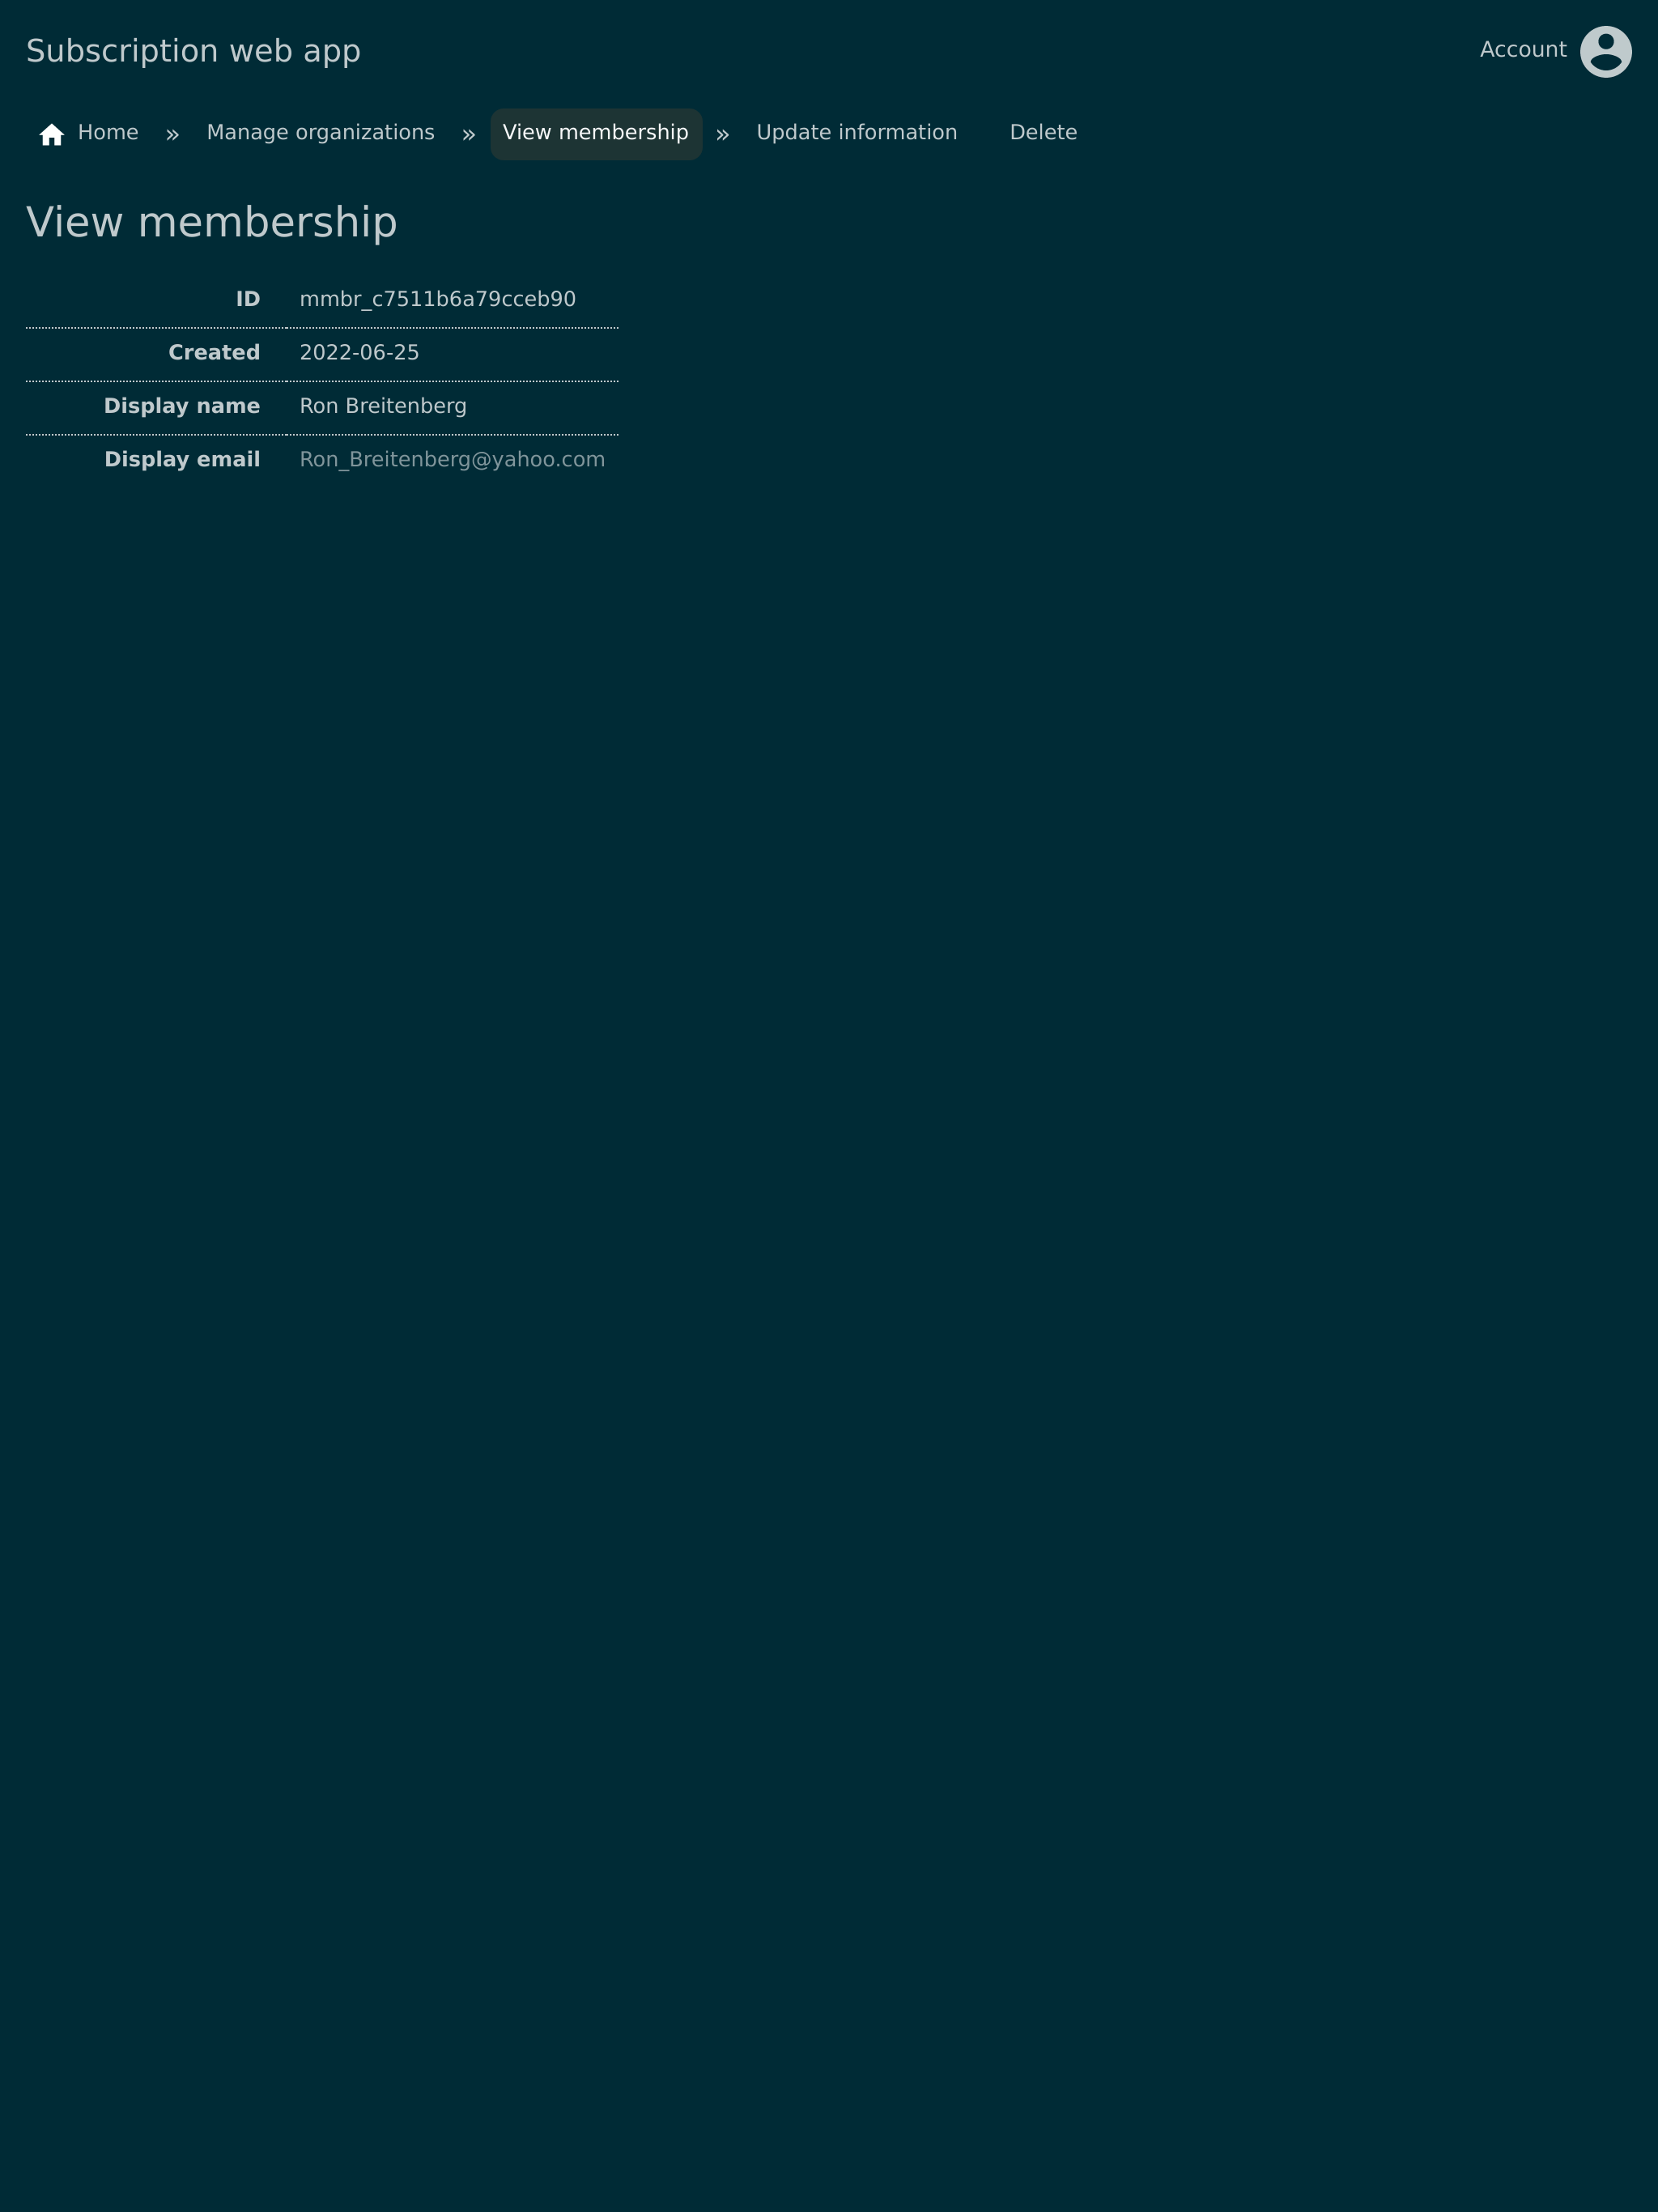 Subscription web app
Account
Home » Manage organizations » View membership » Update information Delete
View membership
ID mmbr_c7511b6a79cceb90
Created 2022-06-25
Display name Ron Breitenberg
Display email Ron_Breitenberg@yahoo.com